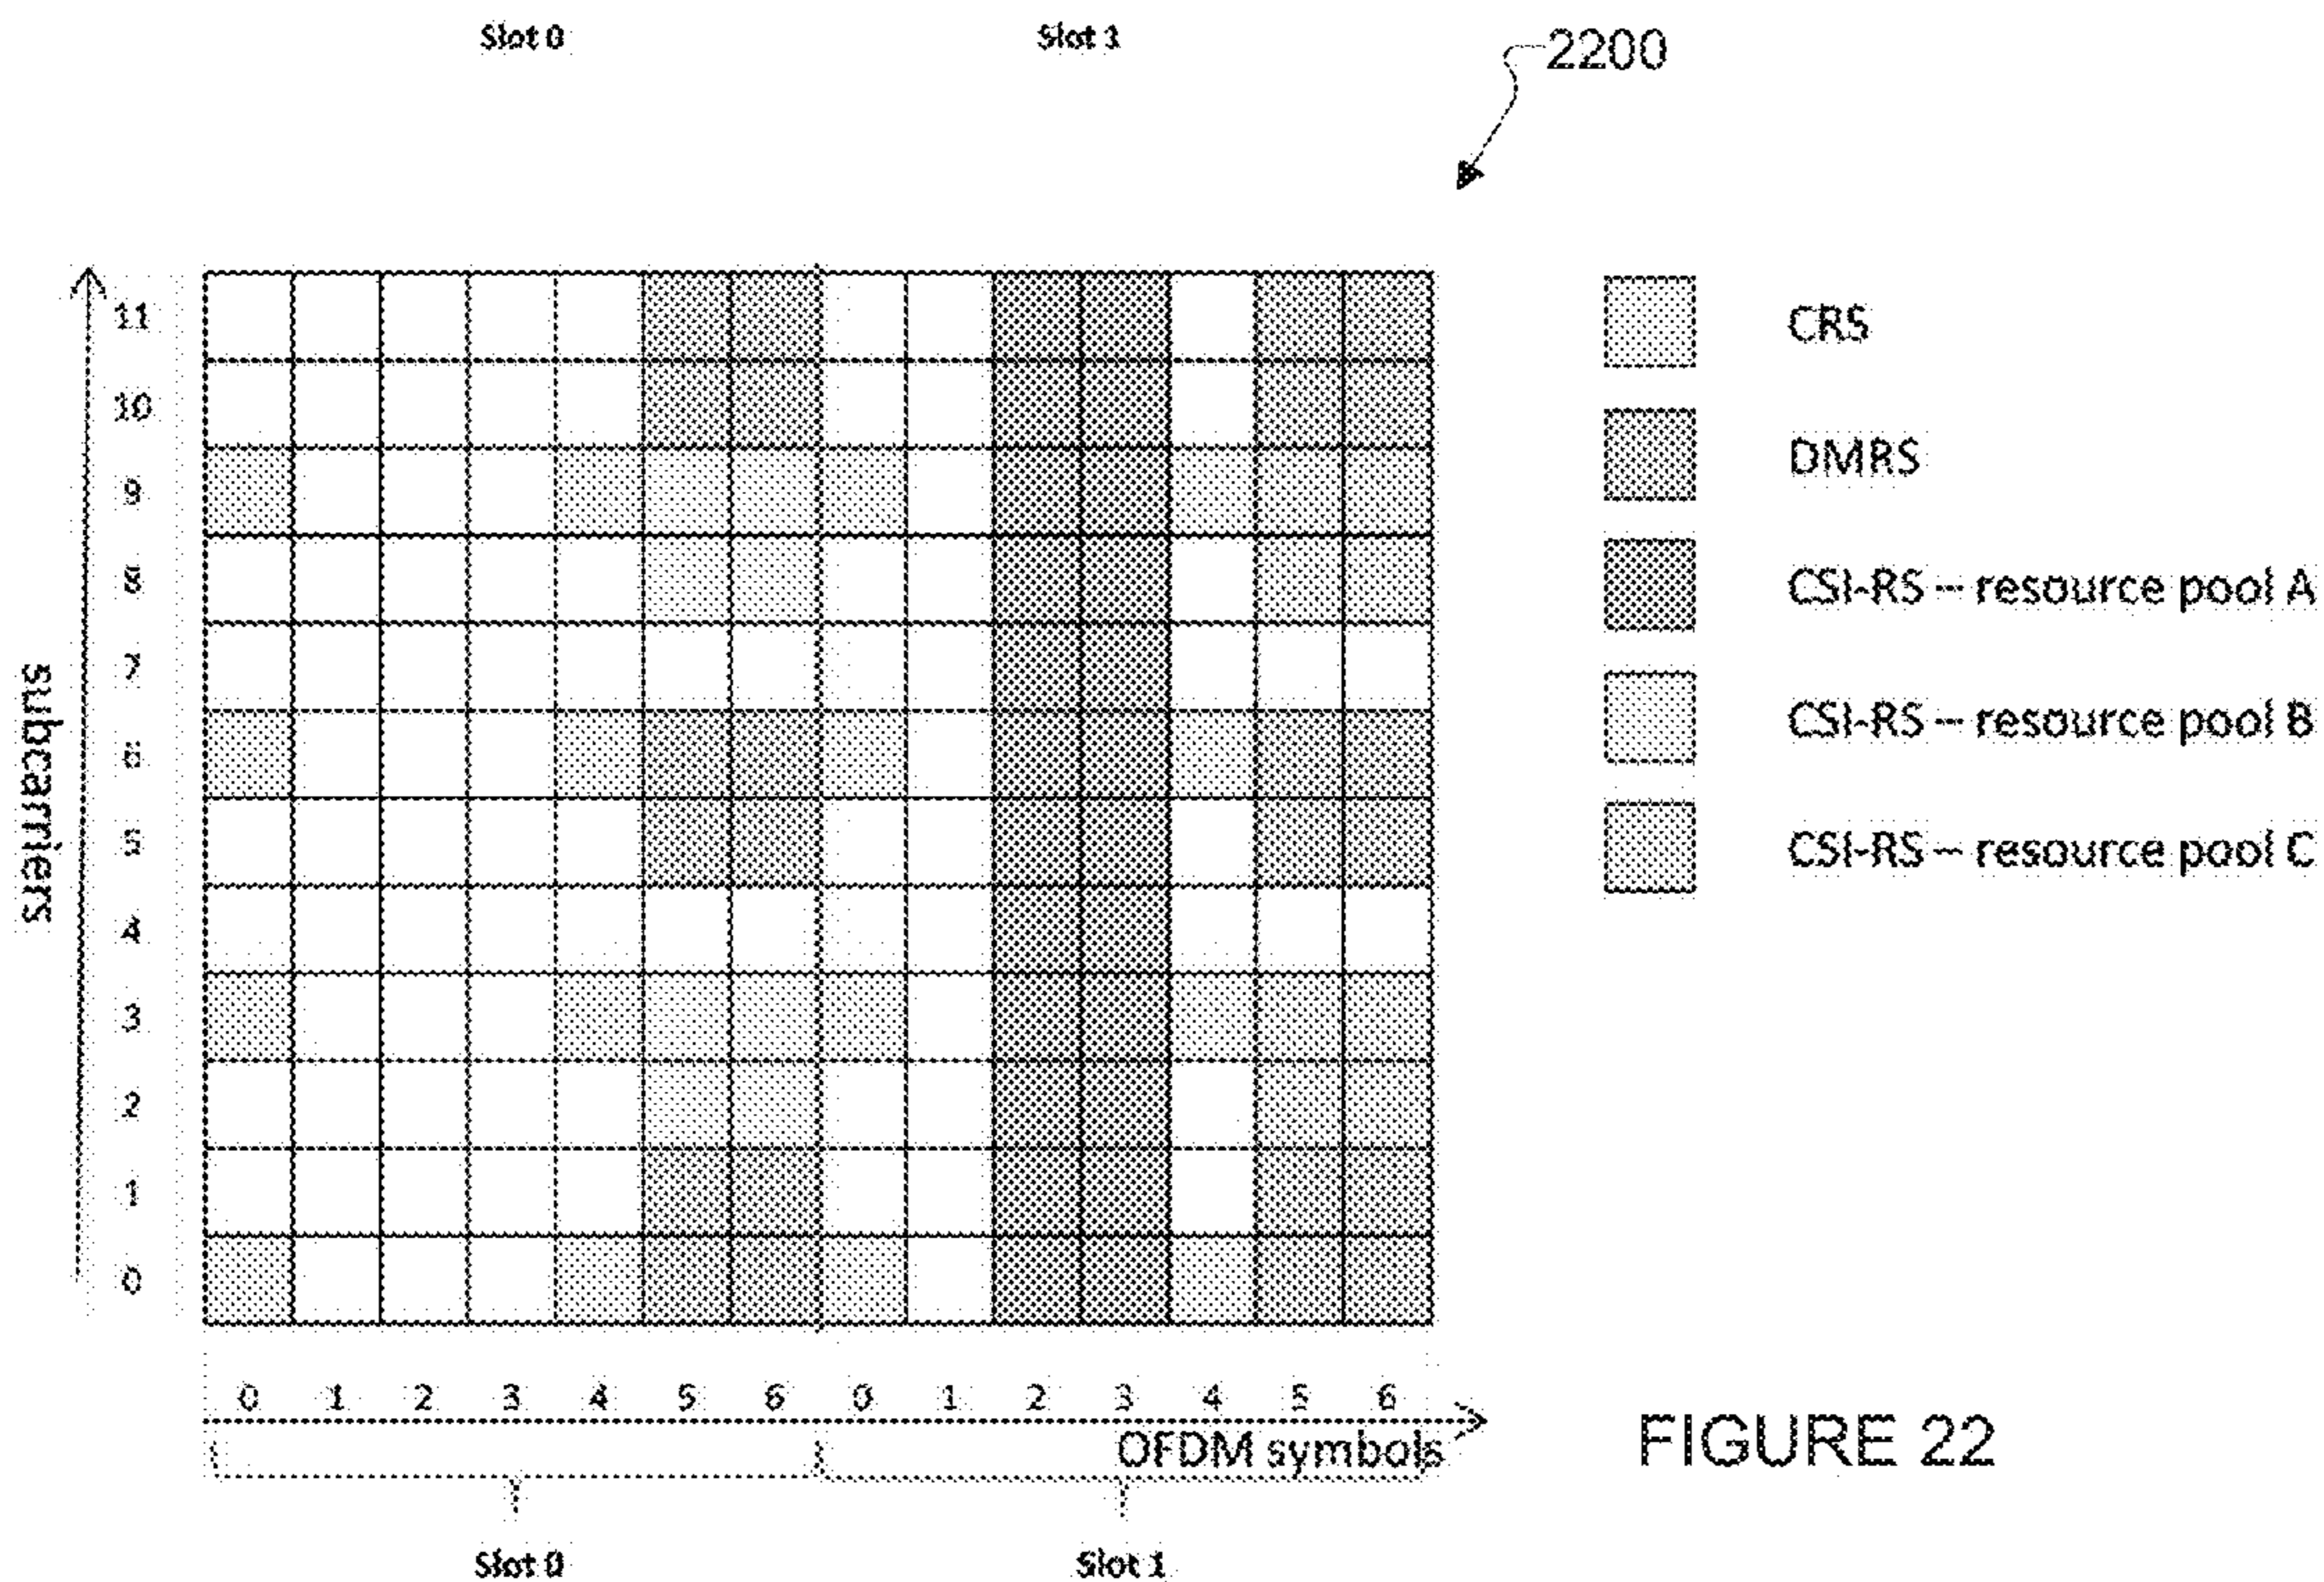 Slot 0 Slot 1
2200
11
10
9
8
7
6
5
4
3
2
1
0
subcarriers
CRS
DMRS
CSI-RS -- resource pool A
CSI-RS -- resource pool B
CSI-RS -- resource pool C
0 1 2 3 4 5 6 0 1 2 3 4 5 6
OFDM symbols
Slot 0 Slot 1
FIGURE 22